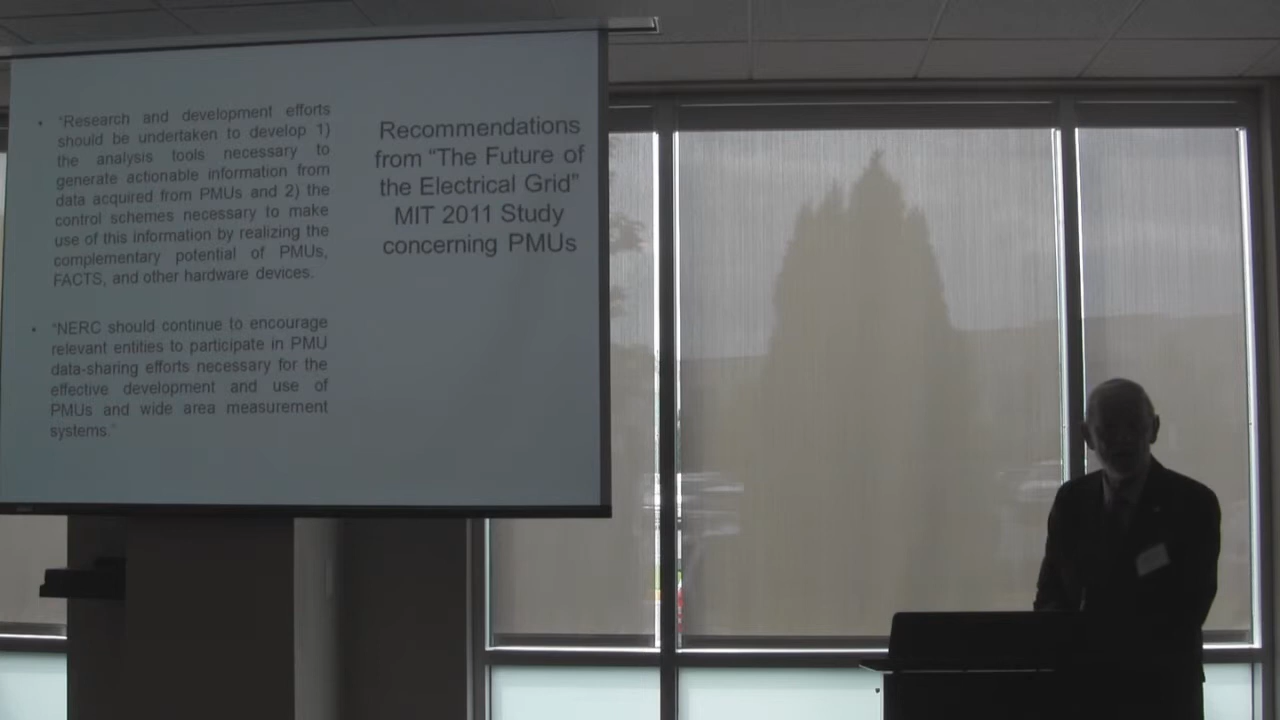 • “Research and development efforts
should be undertaken to develop 1)
the analysis tools necessary to
generate actionable information from
data acquired from PMUs and 2) the
control schemes necessary to make
use of this information by realizing the
complementary potential of PMUs,
FACTS, and other hardware devices.
• “NERC should continue to encourage
relevant entities to participate in PMU
data-sharing efforts necessary for the
effective development and use of
PMUs and wide area measurement
systems.”
Recommendations
from “The Future of
the Electrical Grid”
MIT 2011 Study
concerning PMUs